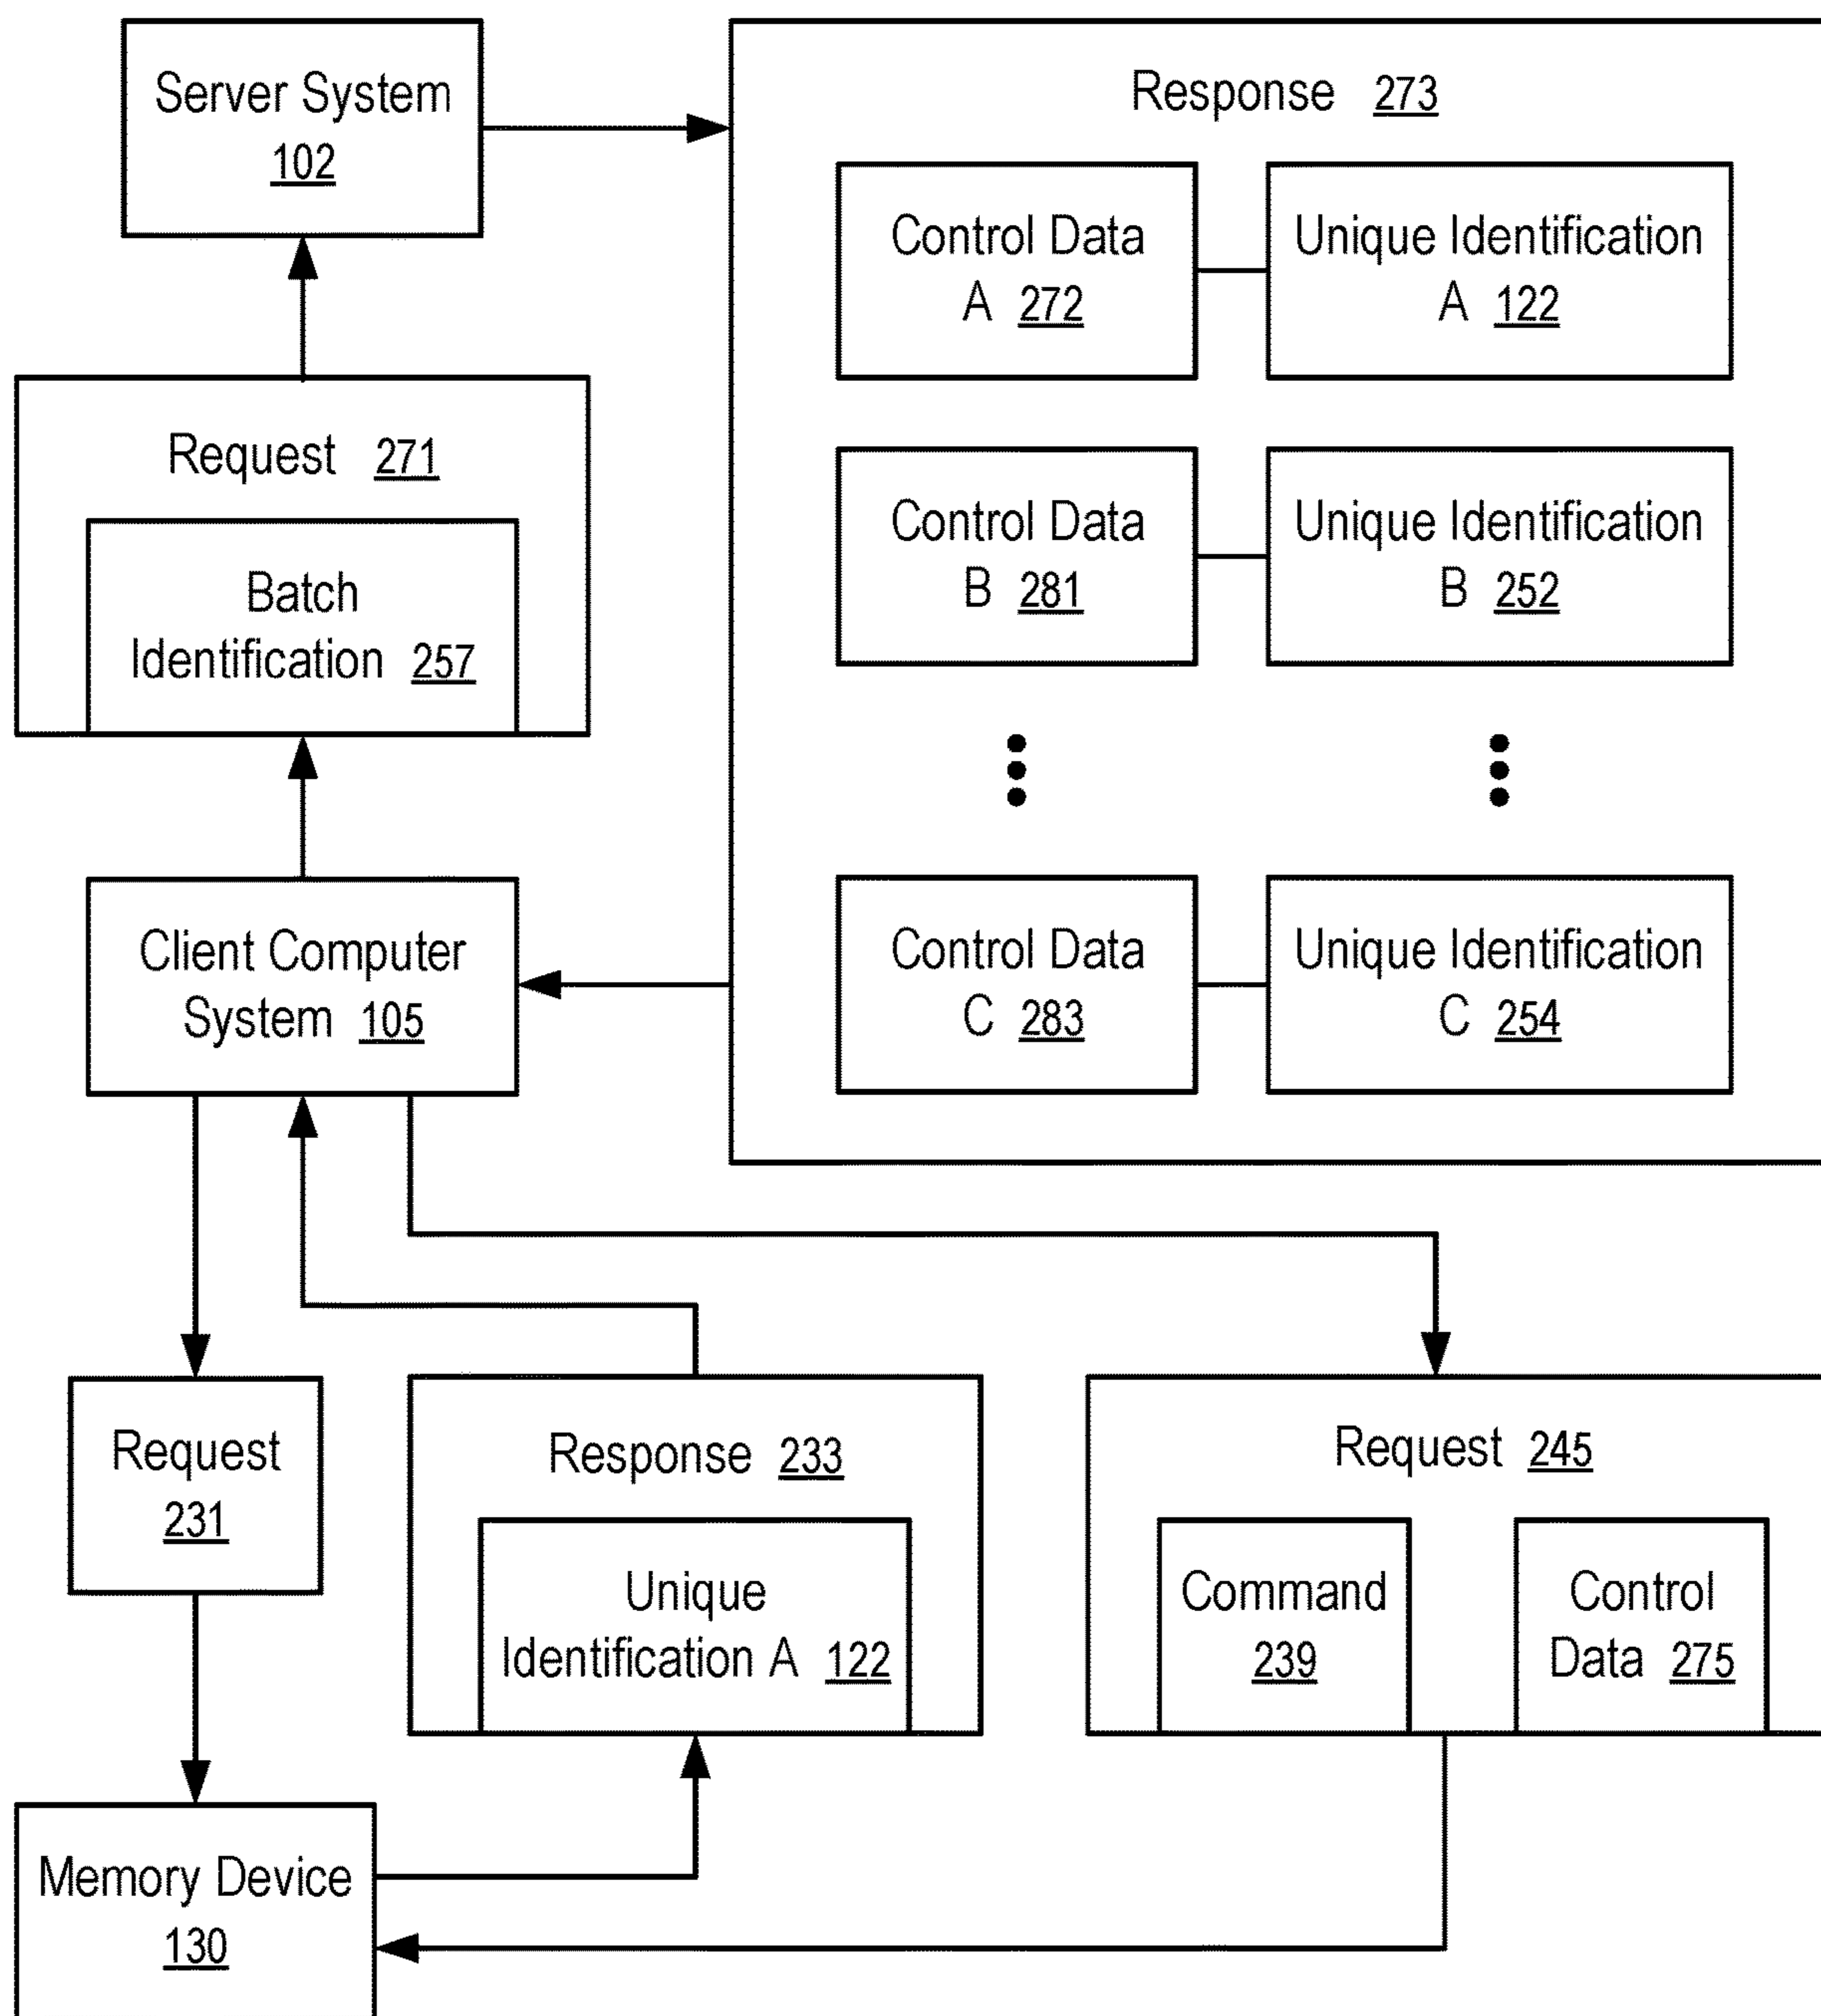 Server System
102
Response 273
Control Data
A 272
Unique Identification
A 122
Request 271
Batch
Identification 257
Control Data
B 281
Unique Identification
B 252
Client Computer
System 105
Control Data
C 283
Unique Identification
C 254
Request
231
Response 233
Unique
Identification A 122
Request 245
Command
239
Control
Data 275
Memory Device
130